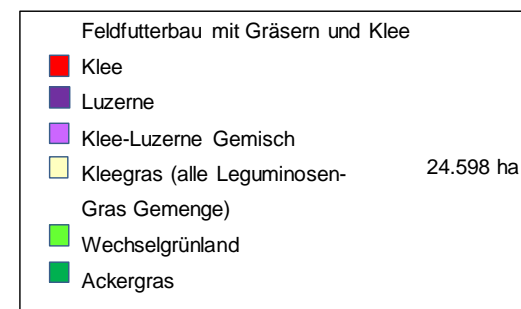 Feldfutterbau mit Gräsern und Klee
Klee
Luzerne
Klee-Luzerne Gemisch
Kleegras (alle Leguminosen- 24.598 ha
Gras Gemenge)
Wechselgrünland
Ackergras